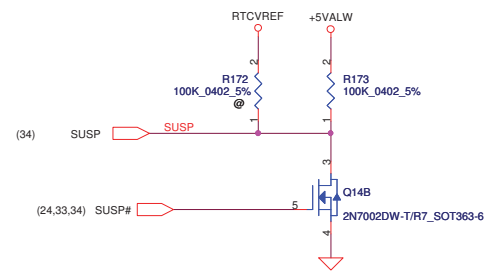 RTCVREF +5VALW
2 2
R172 R173
100K_0402_5% 100K_0402_5%
@
1 1
(34) SUSP SUSP
3
Q14B
(24,33,34) SUSP# 5
2N7002DW-T/R7_SOT363-6
4